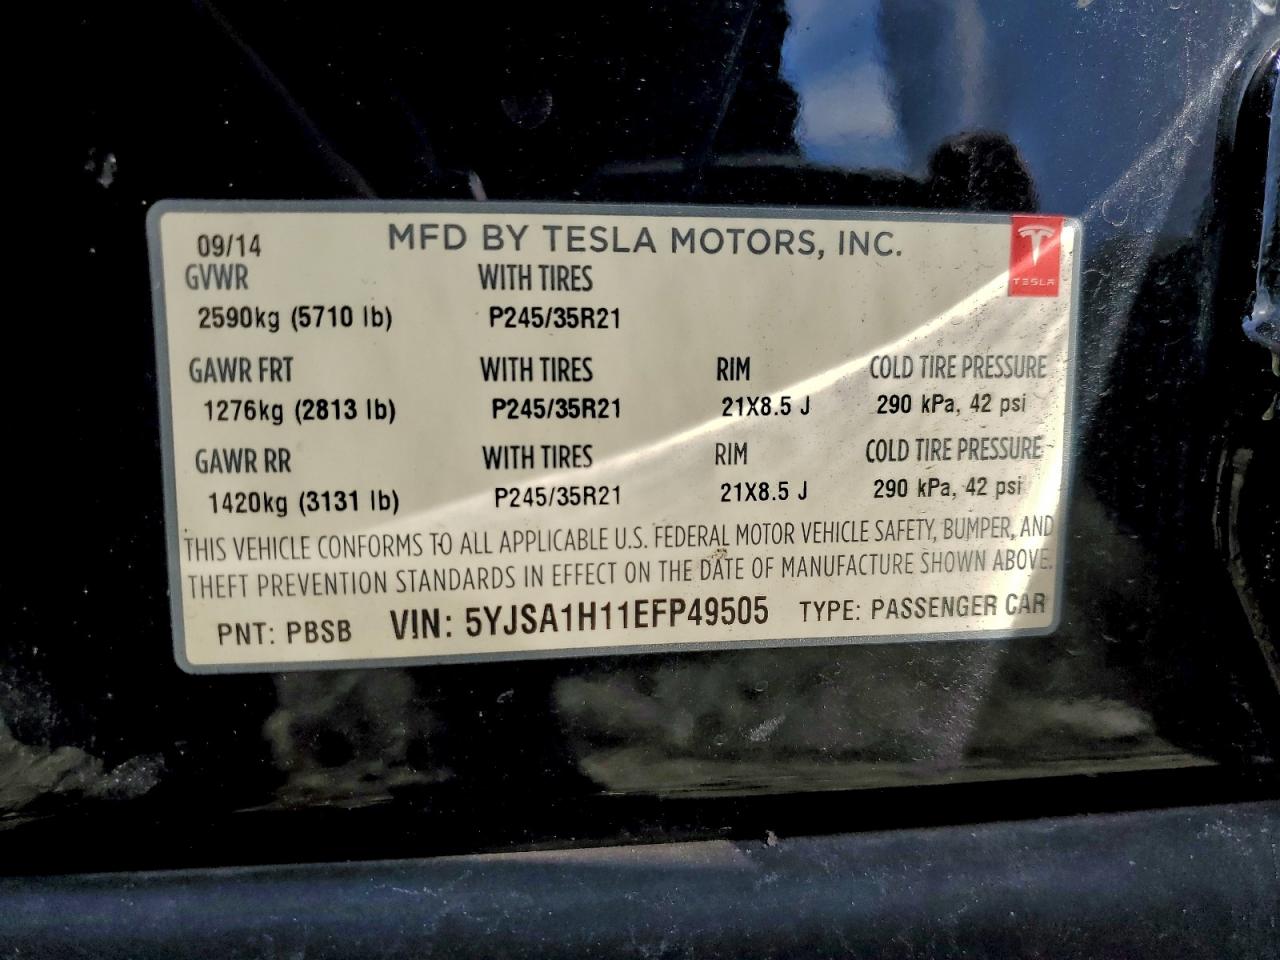 09/14 MFD BY TESLA MOTORS, INC.
TESLA
GVWR WITH TIRES
2590kg (5710 lb) P245/35R21
GAWR FRT WITH TIRES RIM COLD TIRE PRESSURE
1276kg (2813 lb) P245/35R21 21X8.5 J 290 kPa, 42 psi
GAWR RR WITH TIRES RIM COLD TIRE PRESSURE
1420kg (3131 lb) P245/35R21 21X8.5 J 290 kPa, 42 psi
THIS VEHICLE CONFORMS TO ALL APPLICABLE U.S. FEDERAL MOTOR VEHICLE SAFETY, BUMPER, AND
THEFT PREVENTION STANDARDS IN EFFECT ON THE DATE OF MANUFACTURE SHOWN ABOVE.
PNT: PBSB VIN: 5YJSA1H11EFP49505 TYPE: PASSENGER CAR